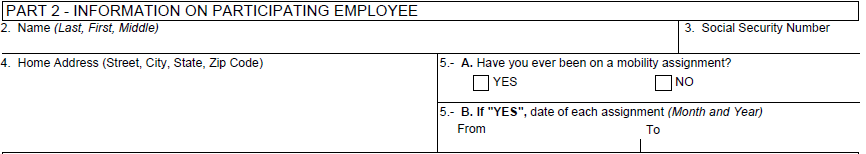 PART 2 - INFORMATION ON PARTICIPATING EMPLOYEE
2. Name (Last, First, Middle)
3. Social Security Number
4. Home Address (Street, City, State, Zip Code)
5.- A. Have you ever been on a mobility assignment?
YES NO
5.- B. If "YES", date of each assignment (Month and Year)
From To